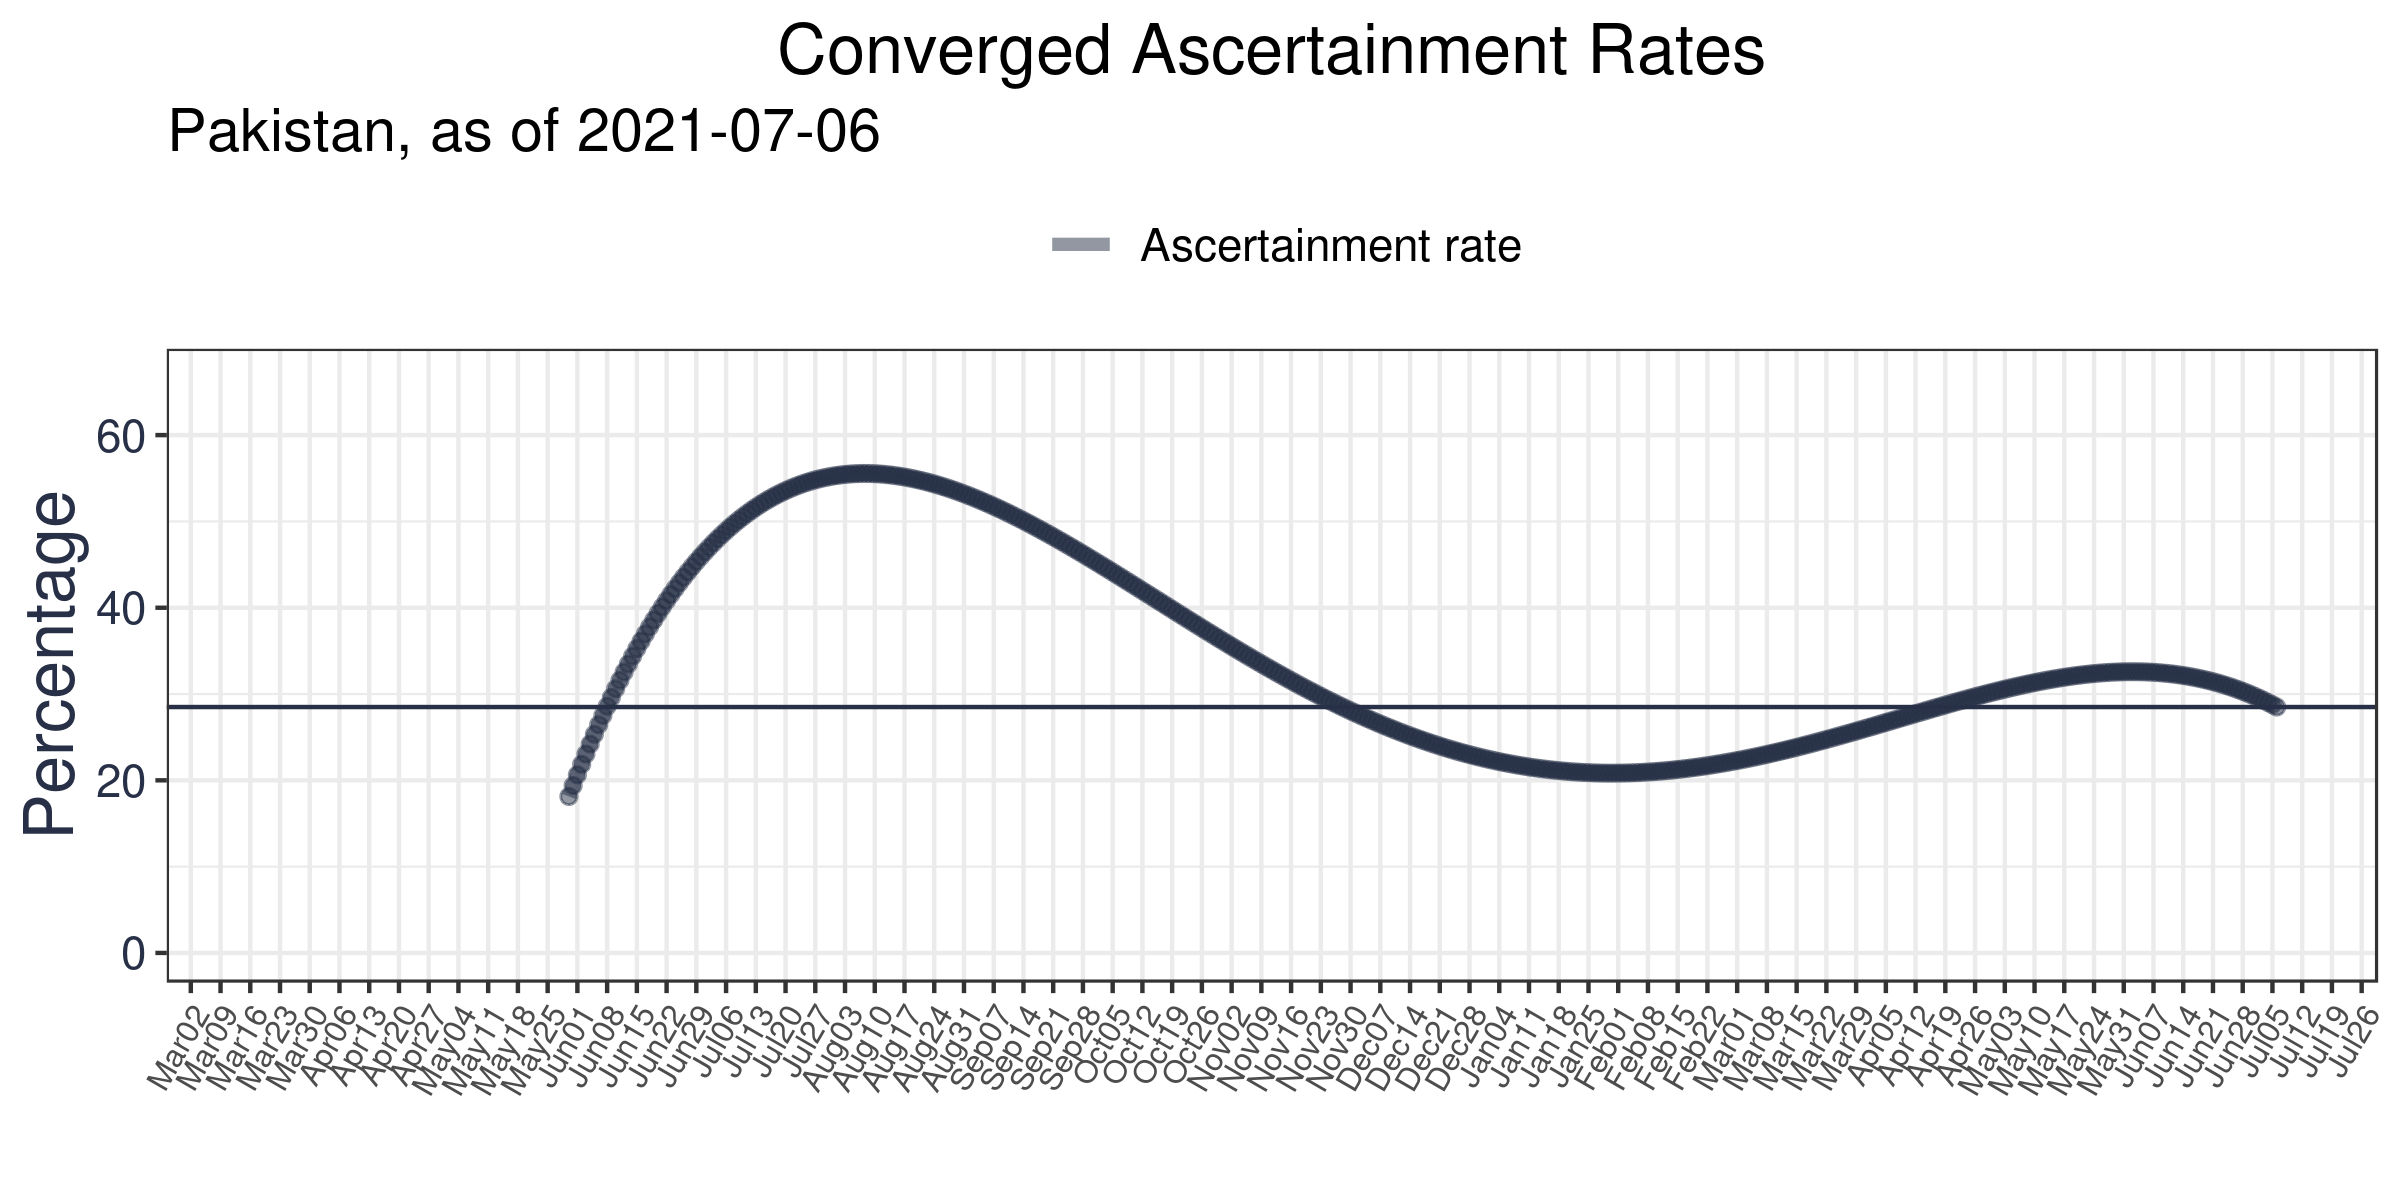 Converged Ascertainment Rates
Pakistan, as of 2021-07-06
Ascertainment rate
Percentage
60
40
20
0
Mar02 Mar09 Mar16 Mar23 Mar30 Apr06 Apr13 Apr20 Apr27 May04 May11 May18 May25 Jun01 Jun08 Jun15 Jun22 Jun29 Jul06 Jul13 Jul20 Jul27 Aug03 Aug10 Aug17 Aug24 Aug31 Sep07 Sep14 Sep21 Sep28 Oct05 Oct12 Oct19 Oct26 Nov02 Nov09 Nov16 Nov23 Nov30 Dec07 Dec14 Dec21 Dec28 Jan04 Jan11 Jan18 Jan25 Feb01 Feb08 Feb15 Feb22 Mar01 Mar08 Mar15 Mar22 Mar29 Apr05 Apr12 Apr19 Apr26 May03 May10 May17 May24 May31 Jun07 Jun14 Jun21 Jun28 Jul05 Jul12 Jul19 Jul26